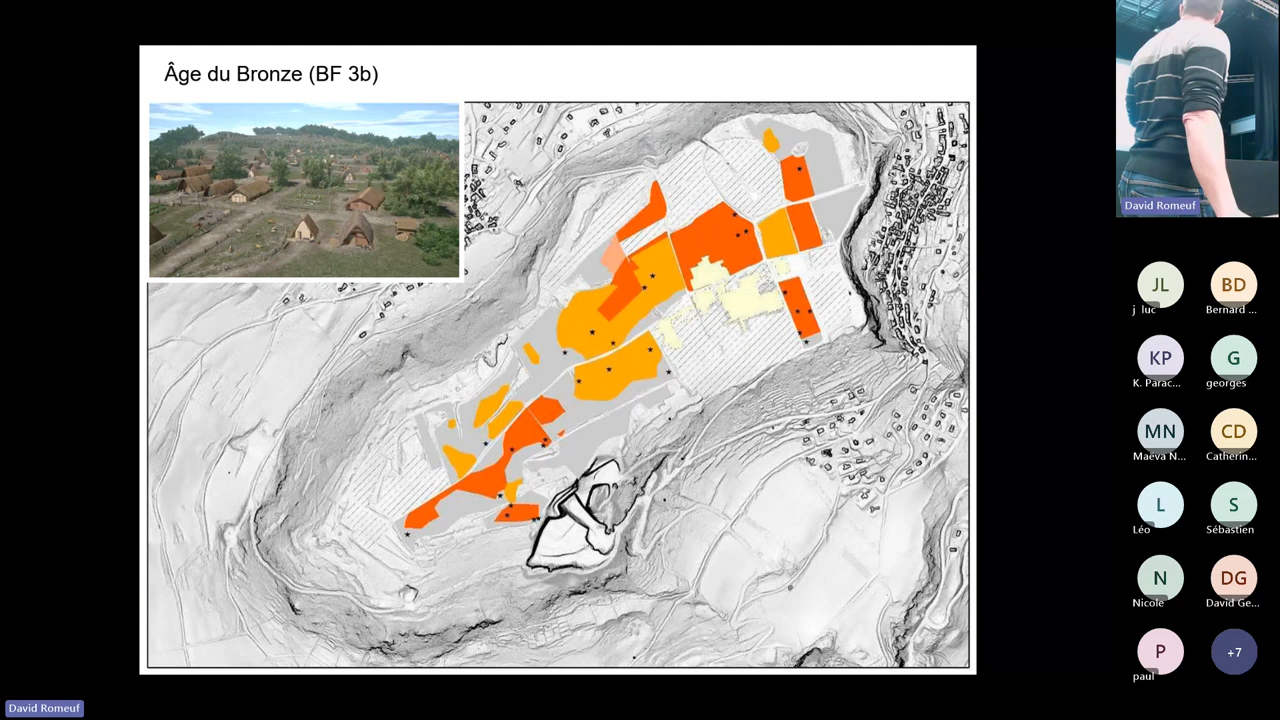 Âge du Bronze (BF 3b)
David Romeuf
JL
BD
j luc
Bernard ...
KP
G
K. Parac...
georges
MN
CD
Maëva N...
Catherin...
L
S
Léo
Sébastien
N
DG
Nicole
David Ge...
P
+7
paul
David Romeuf